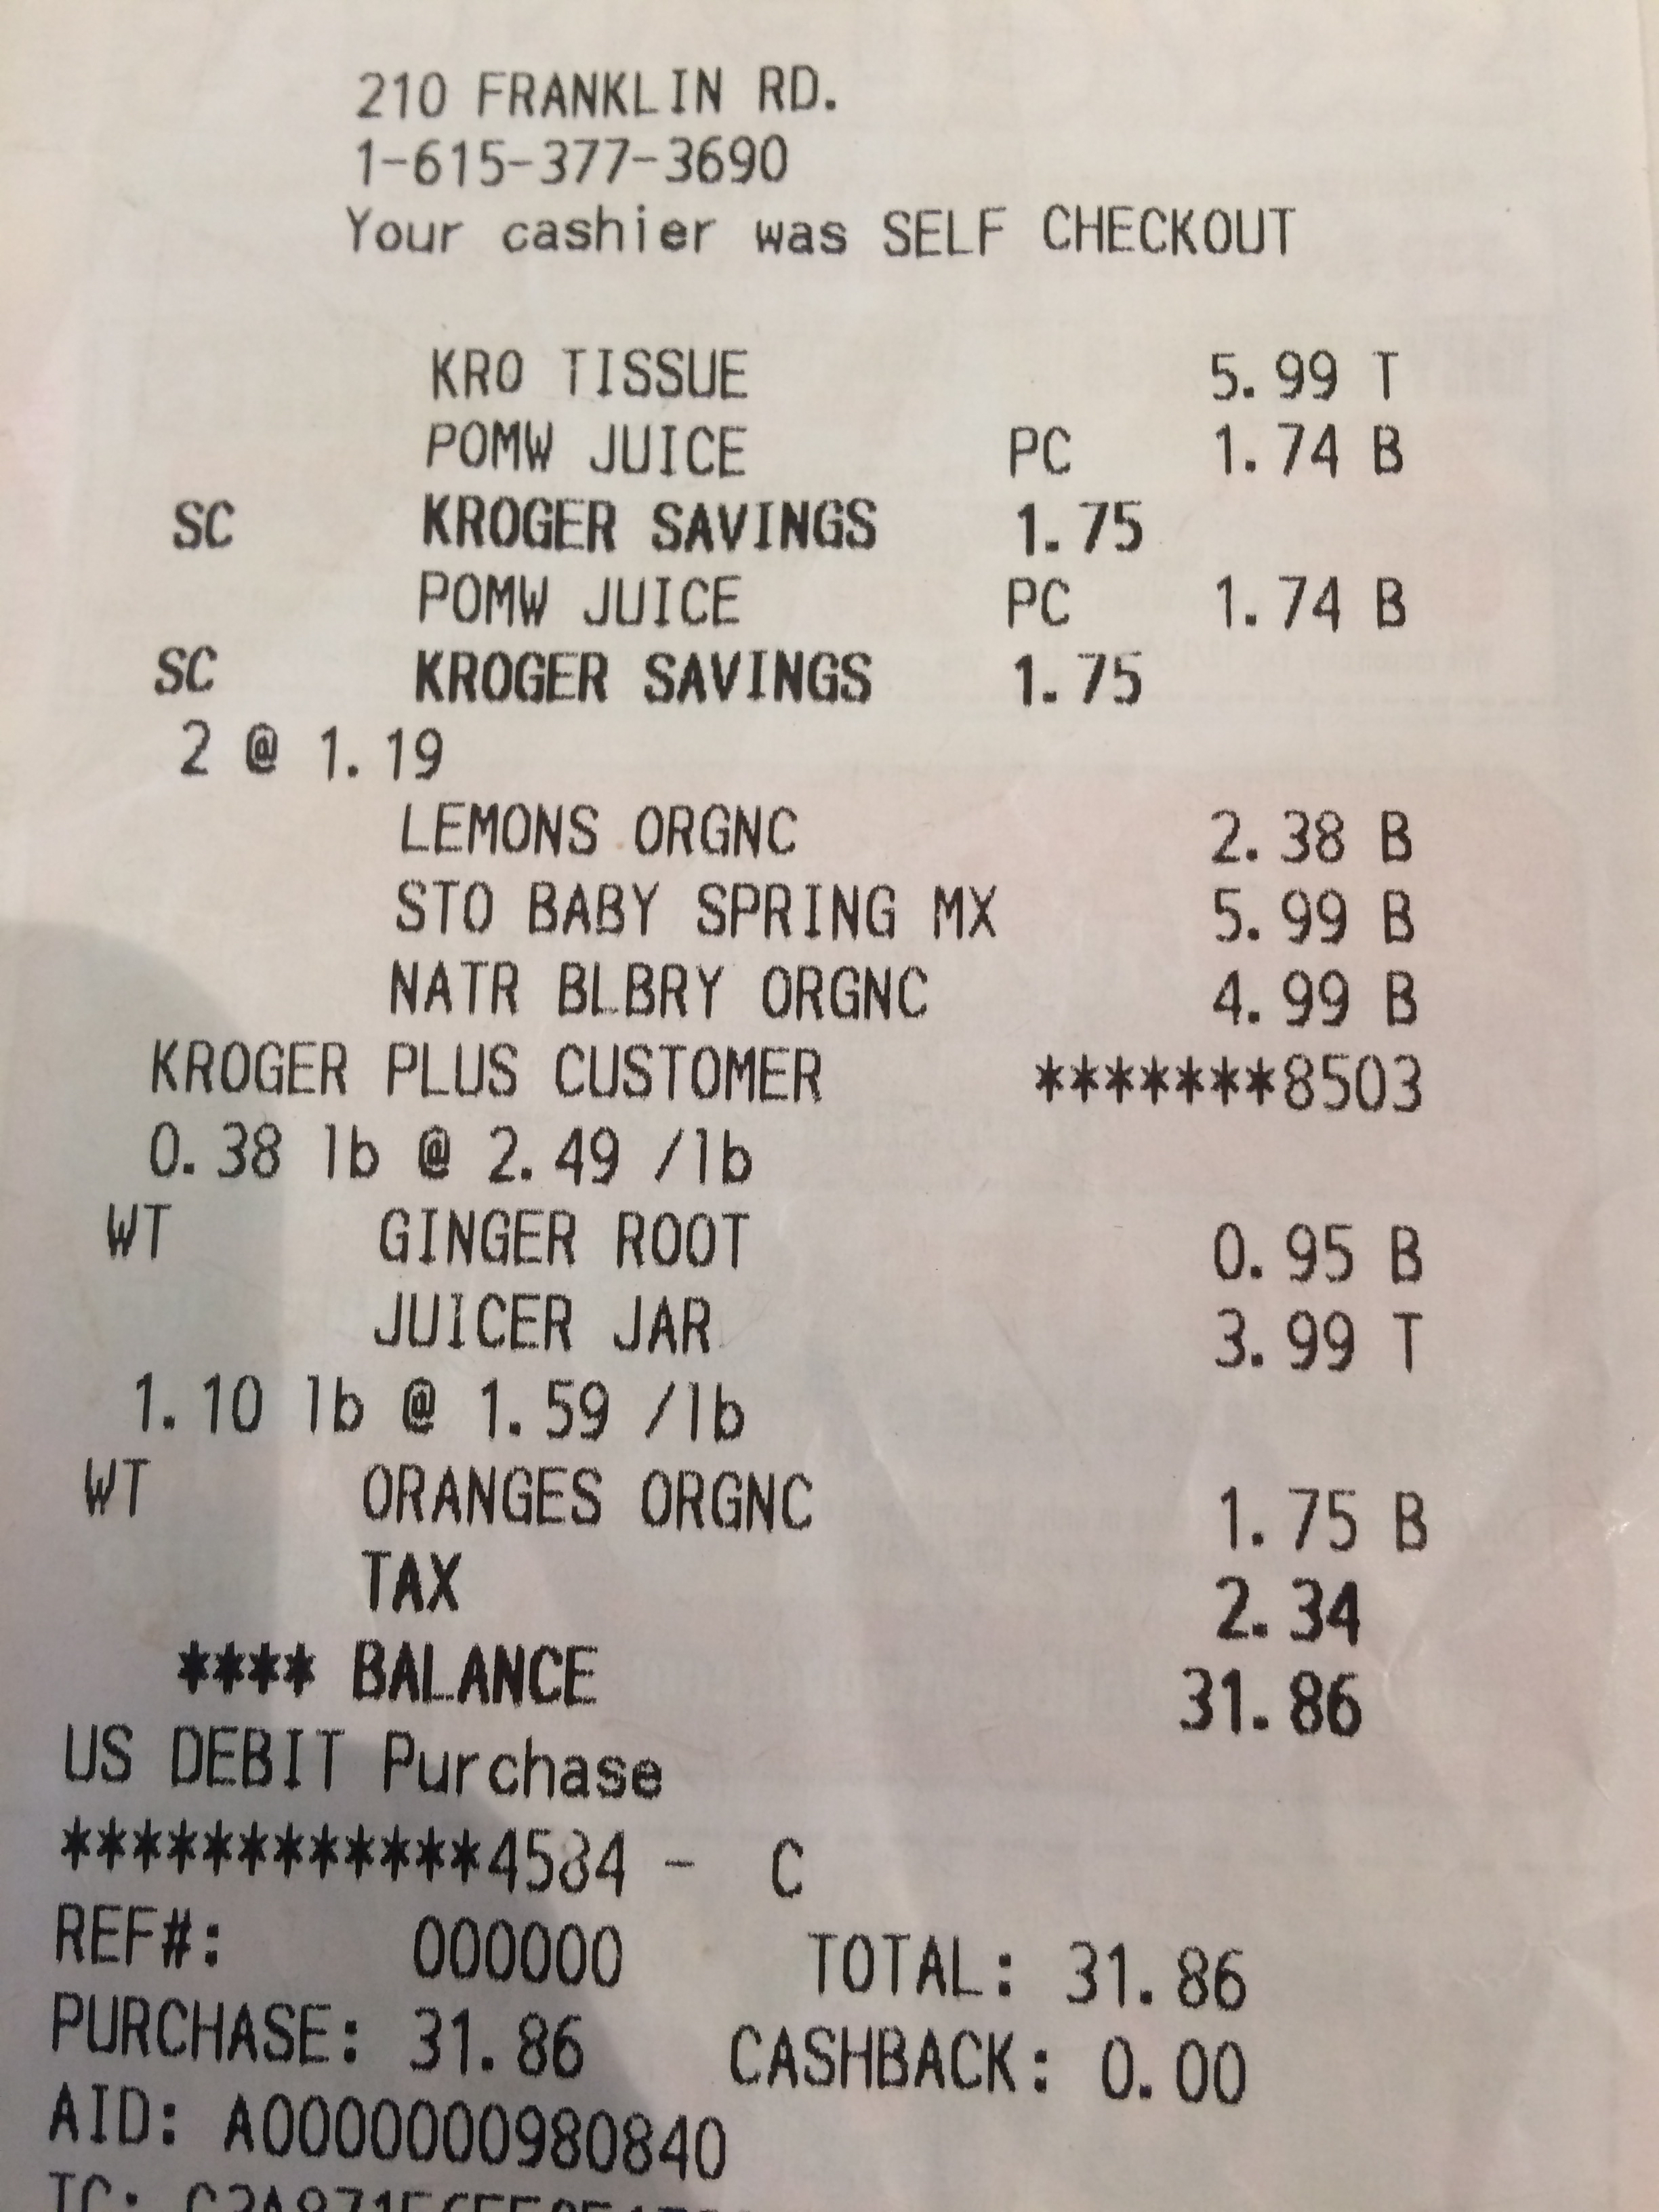 210 FRANKLIN RD.
1-615-377-3690
Your cashier was SELF CHECKOUT
KRO TISSUE 5.99 T
POMW JUICE PC 1.74 B
SC KROGER SAVINGS 1.75
POMW JUICE PC 1.74 B
SC KROGER SAVINGS 1.75
2 @ 1.19
LEMONS ORGNC 2.38 B
STO BABY SPRING MX 5.99 B
NATR BLBRY ORGNC 4.99 B
KROGER PLUS CUSTOMER *******8503
0.38 lb @ 2.49 /lb
WT GINGER ROOT 0.95 B
JUICER JAR 3.99 T
1.10 lb @ 1.59 /lb
WT ORANGES ORGNC 1.75 B
TAX 2.34
**** BALANCE 31.86
US DEBIT Purchase
************4584 - C
REF#: 000000 TOTAL: 31.86
PURCHASE: 31.86 CASHBACK: 0.00
AID: A0000000980840
TC: